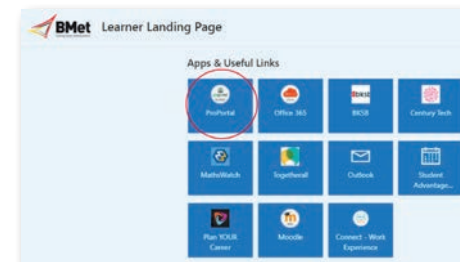 BMet Learner Landing Page
Apps & Useful Links
ProPortal Office 365 BKSB Century Tech
MathsWatch Togetherall Outlook Student Advantage...
Plan YOUR Career Moodle Connect - Work Experience